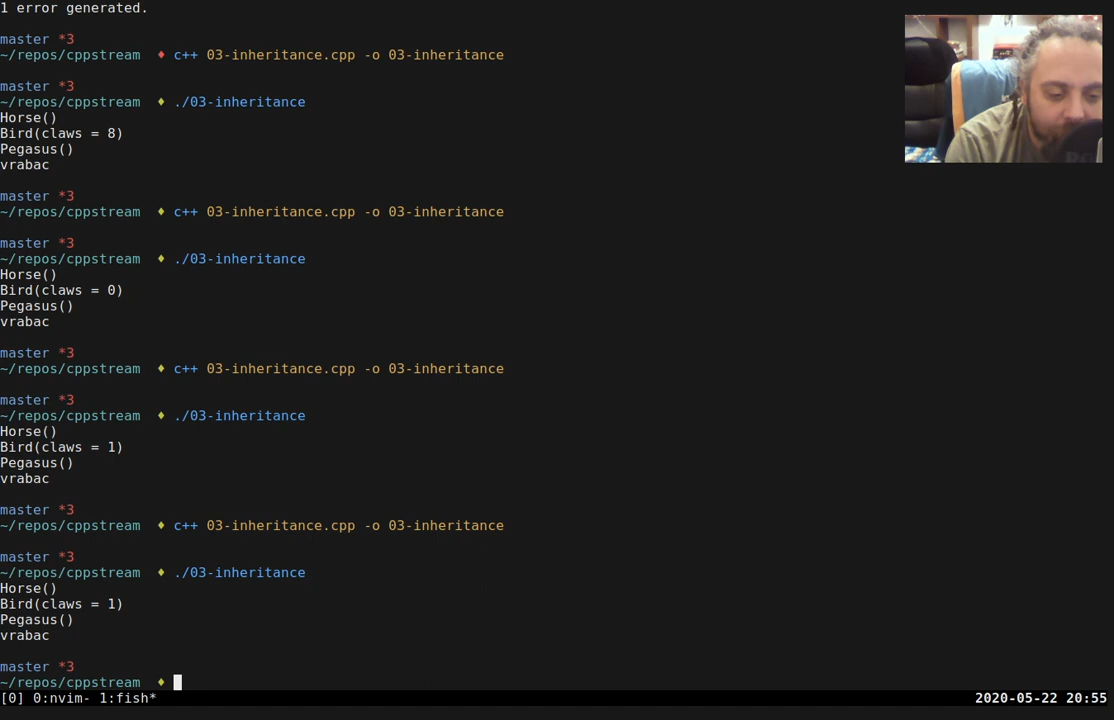 1 error generated.
master *3
~/repos/cppstream ♦ c++ 03-inheritance.cpp -o 03-inheritance
master *3
~/repos/cppstream ♦ ./03-inheritance
Horse()
Bird(claws = 8)
Pegasus()
vrabac
master *3
~/repos/cppstream ♦ c++ 03-inheritance.cpp -o 03-inheritance
master *3
~/repos/cppstream ♦ ./03-inheritance
Horse()
Bird(claws = 0)
Pegasus()
vrabac
master *3
~/repos/cppstream ♦ c++ 03-inheritance.cpp -o 03-inheritance
master *3
~/repos/cppstream ♦ ./03-inheritance
Horse()
Bird(claws = 1)
Pegasus()
vrabac
master *3
~/repos/cppstream ♦ c++ 03-inheritance.cpp -o 03-inheritance
master *3
~/repos/cppstream ♦ ./03-inheritance
Horse()
Bird(claws = 1)
Pegasus()
vrabac
master *3
~/repos/cppstream ♦
[0] 0:nvim- 1:fish* 2020-05-22 20:55